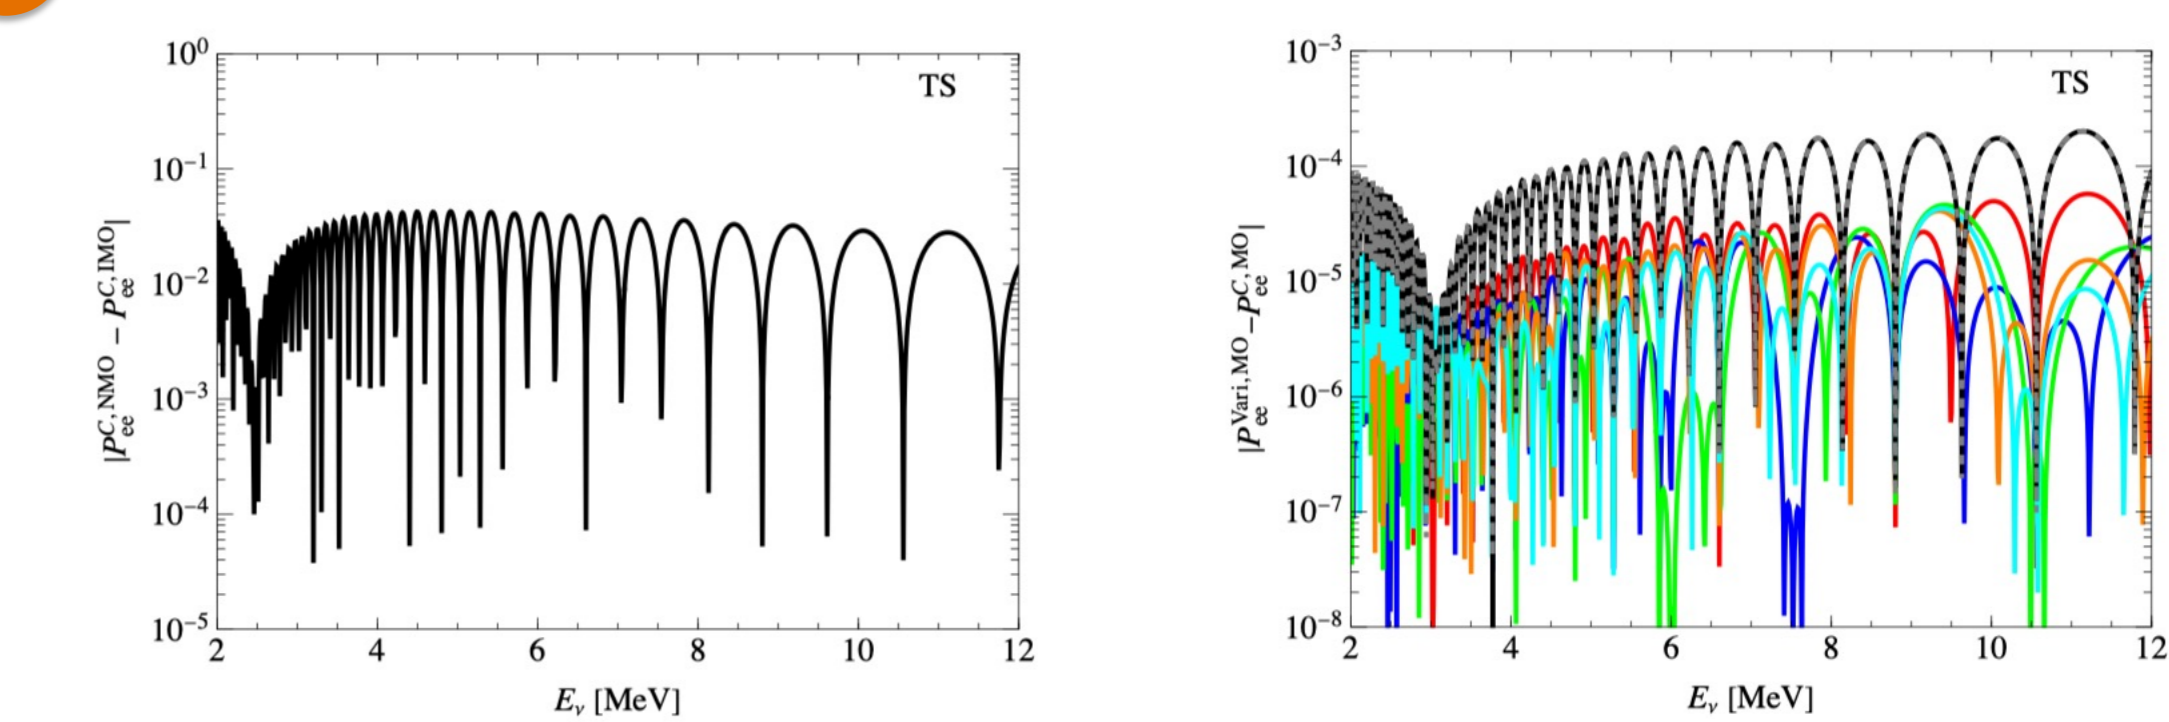 10⁰
10⁻¹
10⁻²
10⁻³
10⁻⁴
10⁻⁵
TS
|P_ee^{C,NMO} − P_ee^{C,IMO}|
2 4 6 8 10 12
E_ν [MeV]
10⁻³
10⁻⁴
10⁻⁵
10⁻⁶
10⁻⁷
10⁻⁸
TS
|P_ee^{Vari,MO} − P_ee^{C,MO}|
2 4 6 8 10 12
E_ν [MeV]